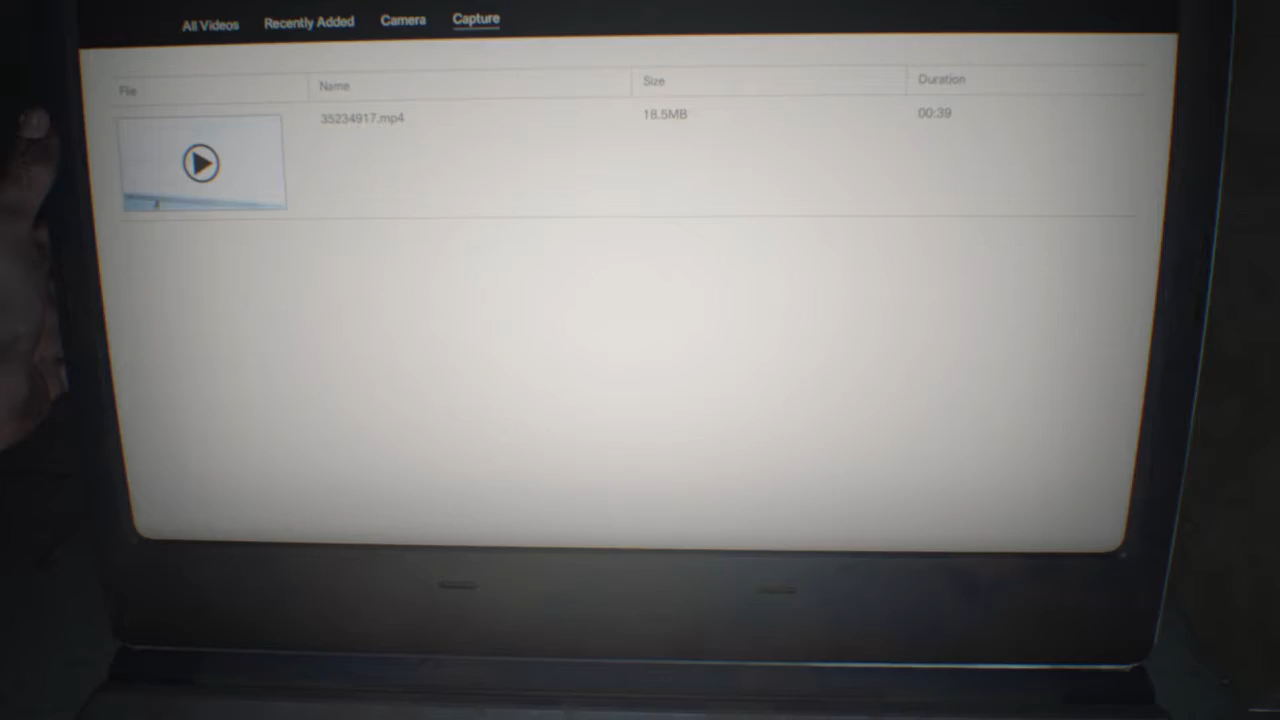 All Videos Recently Added Camera Capture
File Name Size Duration
35234917.mp4 18.5MB 00:39